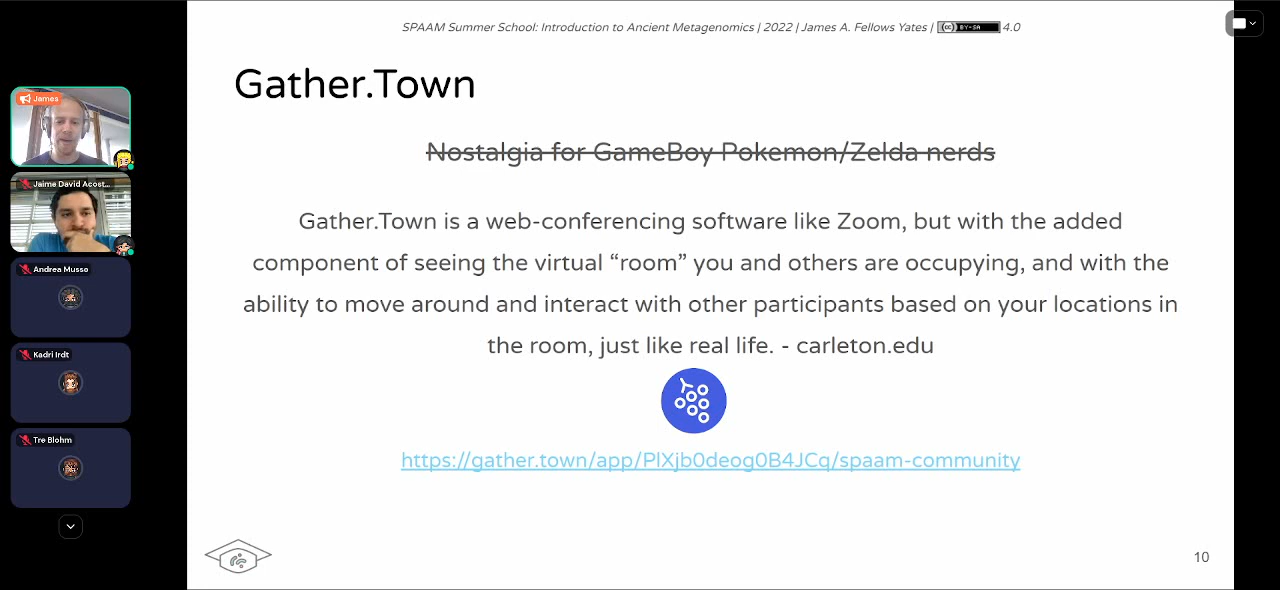 SPAAM Summer School: Introduction to Ancient Metagenomics | 2022 | James A. Fellows Yates | (cc) BY-SA 4.0
Gather.Town
Nostalgia for GameBoy Pokemon/Zelda nerds
Gather.Town is a web-conferencing software like Zoom, but with the added
component of seeing the virtual “room” you and others are occupying, and with the
ability to move around and interact with other participants based on your locations in
the room, just like real life. - carleton.edu
https://gather.town/app/PlXjb0deog0B4JCq/spaam-community
10
James
Jaime David Acost...
Andrea Musso
Kadri Irdt
Tre Blohm